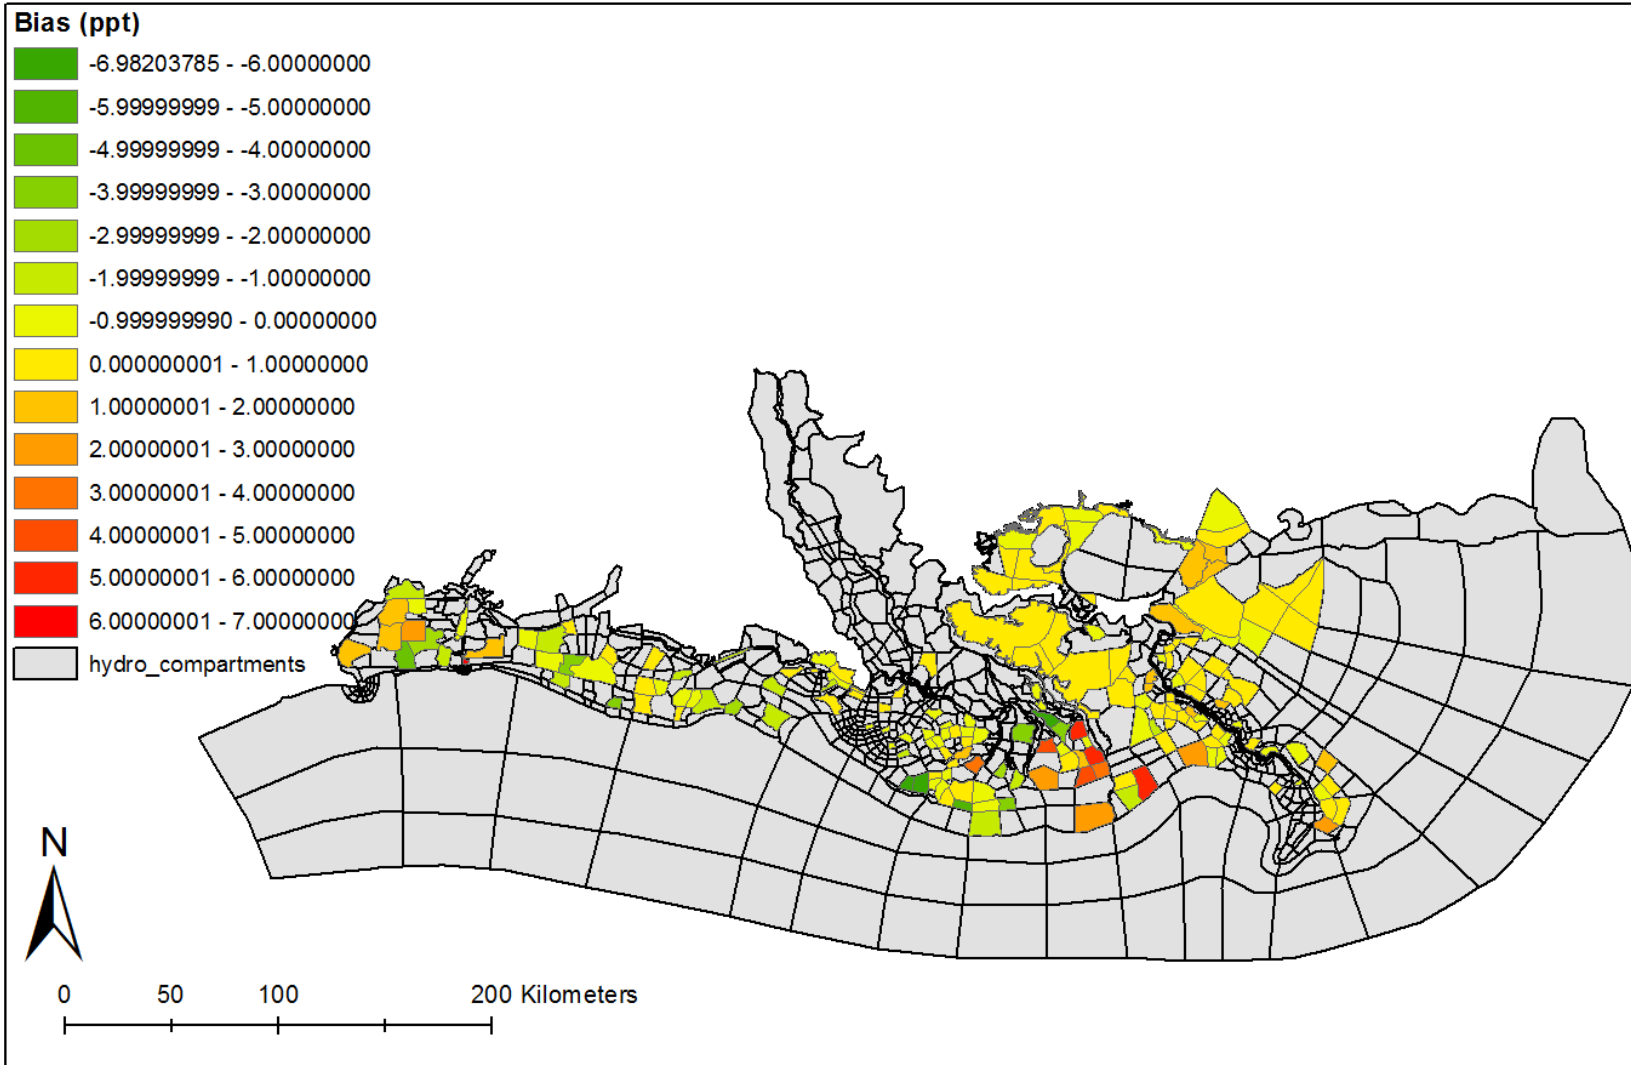 Bias (ppt)
-6.98203785 - -6.00000000
-5.99999999 - -5.00000000
-4.99999999 - -4.00000000
-3.99999999 - -3.00000000
-2.99999999 - -2.00000000
-1.99999999 - -1.00000000
-0.999999990 - 0.00000000
0.000000001 - 1.00000000
1.00000001 - 2.00000000
2.00000001 - 3.00000000
3.00000001 - 4.00000000
4.00000001 - 5.00000000
5.00000001 - 6.00000000
6.00000001 - 7.00000000
hydro_compartments
N
0 50 100 200 Kilometers